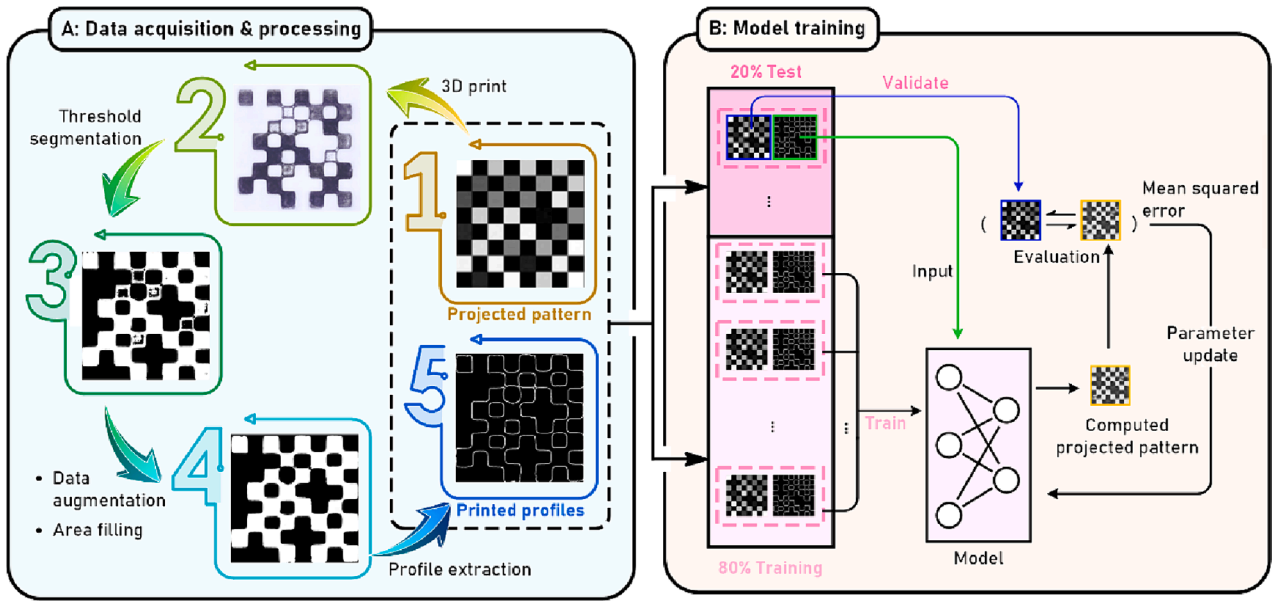 A: Data acquisition & processing
2
3D print
Threshold
segmentation
1
Projected pattern
3
5
Printed profiles
4
• Data
augmentation
• Area filling
Profile extraction
B: Model training
20% Test
Validate
...
Mean squared
error
(
)
Evaluation
Input
Parameter
update
Train
...
...
Computed
projected pattern
Model
80% Training